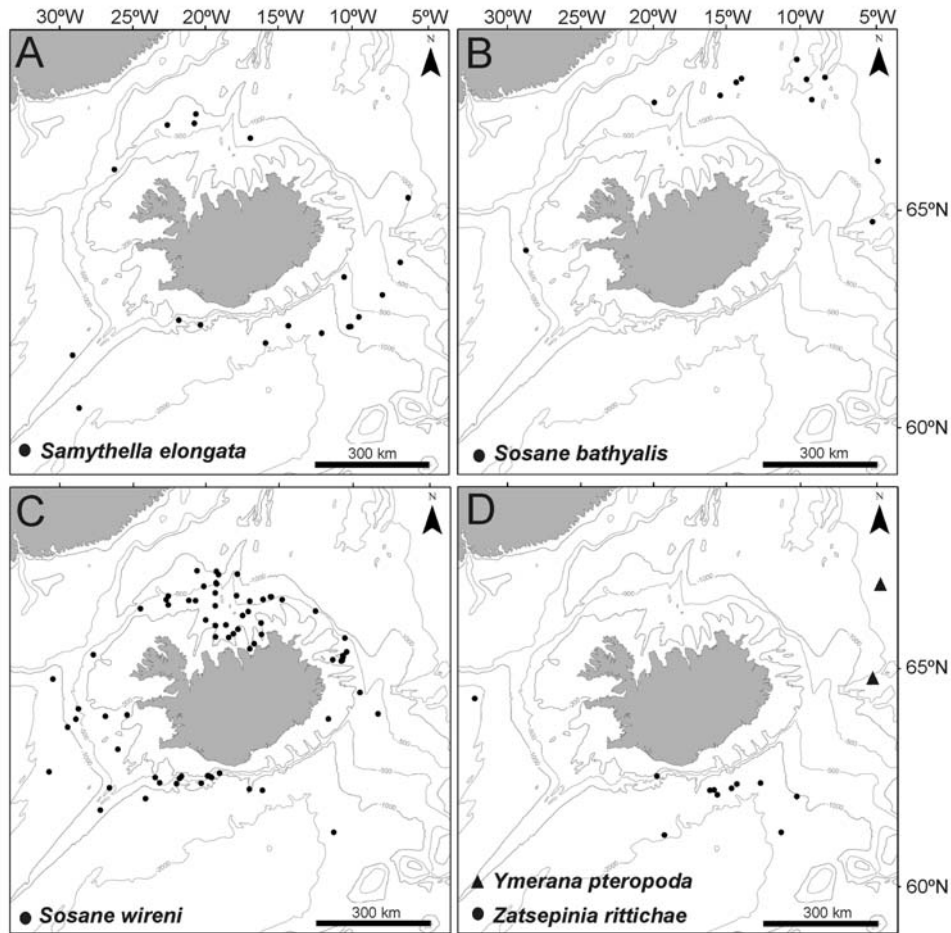 30ºW 25ºW 20ºW 15ºW 10ºW 5ºW 30ºW 25ºW 20ºW 15ºW 10ºW 5ºW
A
N
B
N
65ºN
60ºN
Samythella elongata
300 km
Sosane bathyalis
300 km
C
N
D
N
65ºN
60ºN
Sosane wireni
300 km
Ymerana pteropoda
Zatsepinia rittichae
300 km